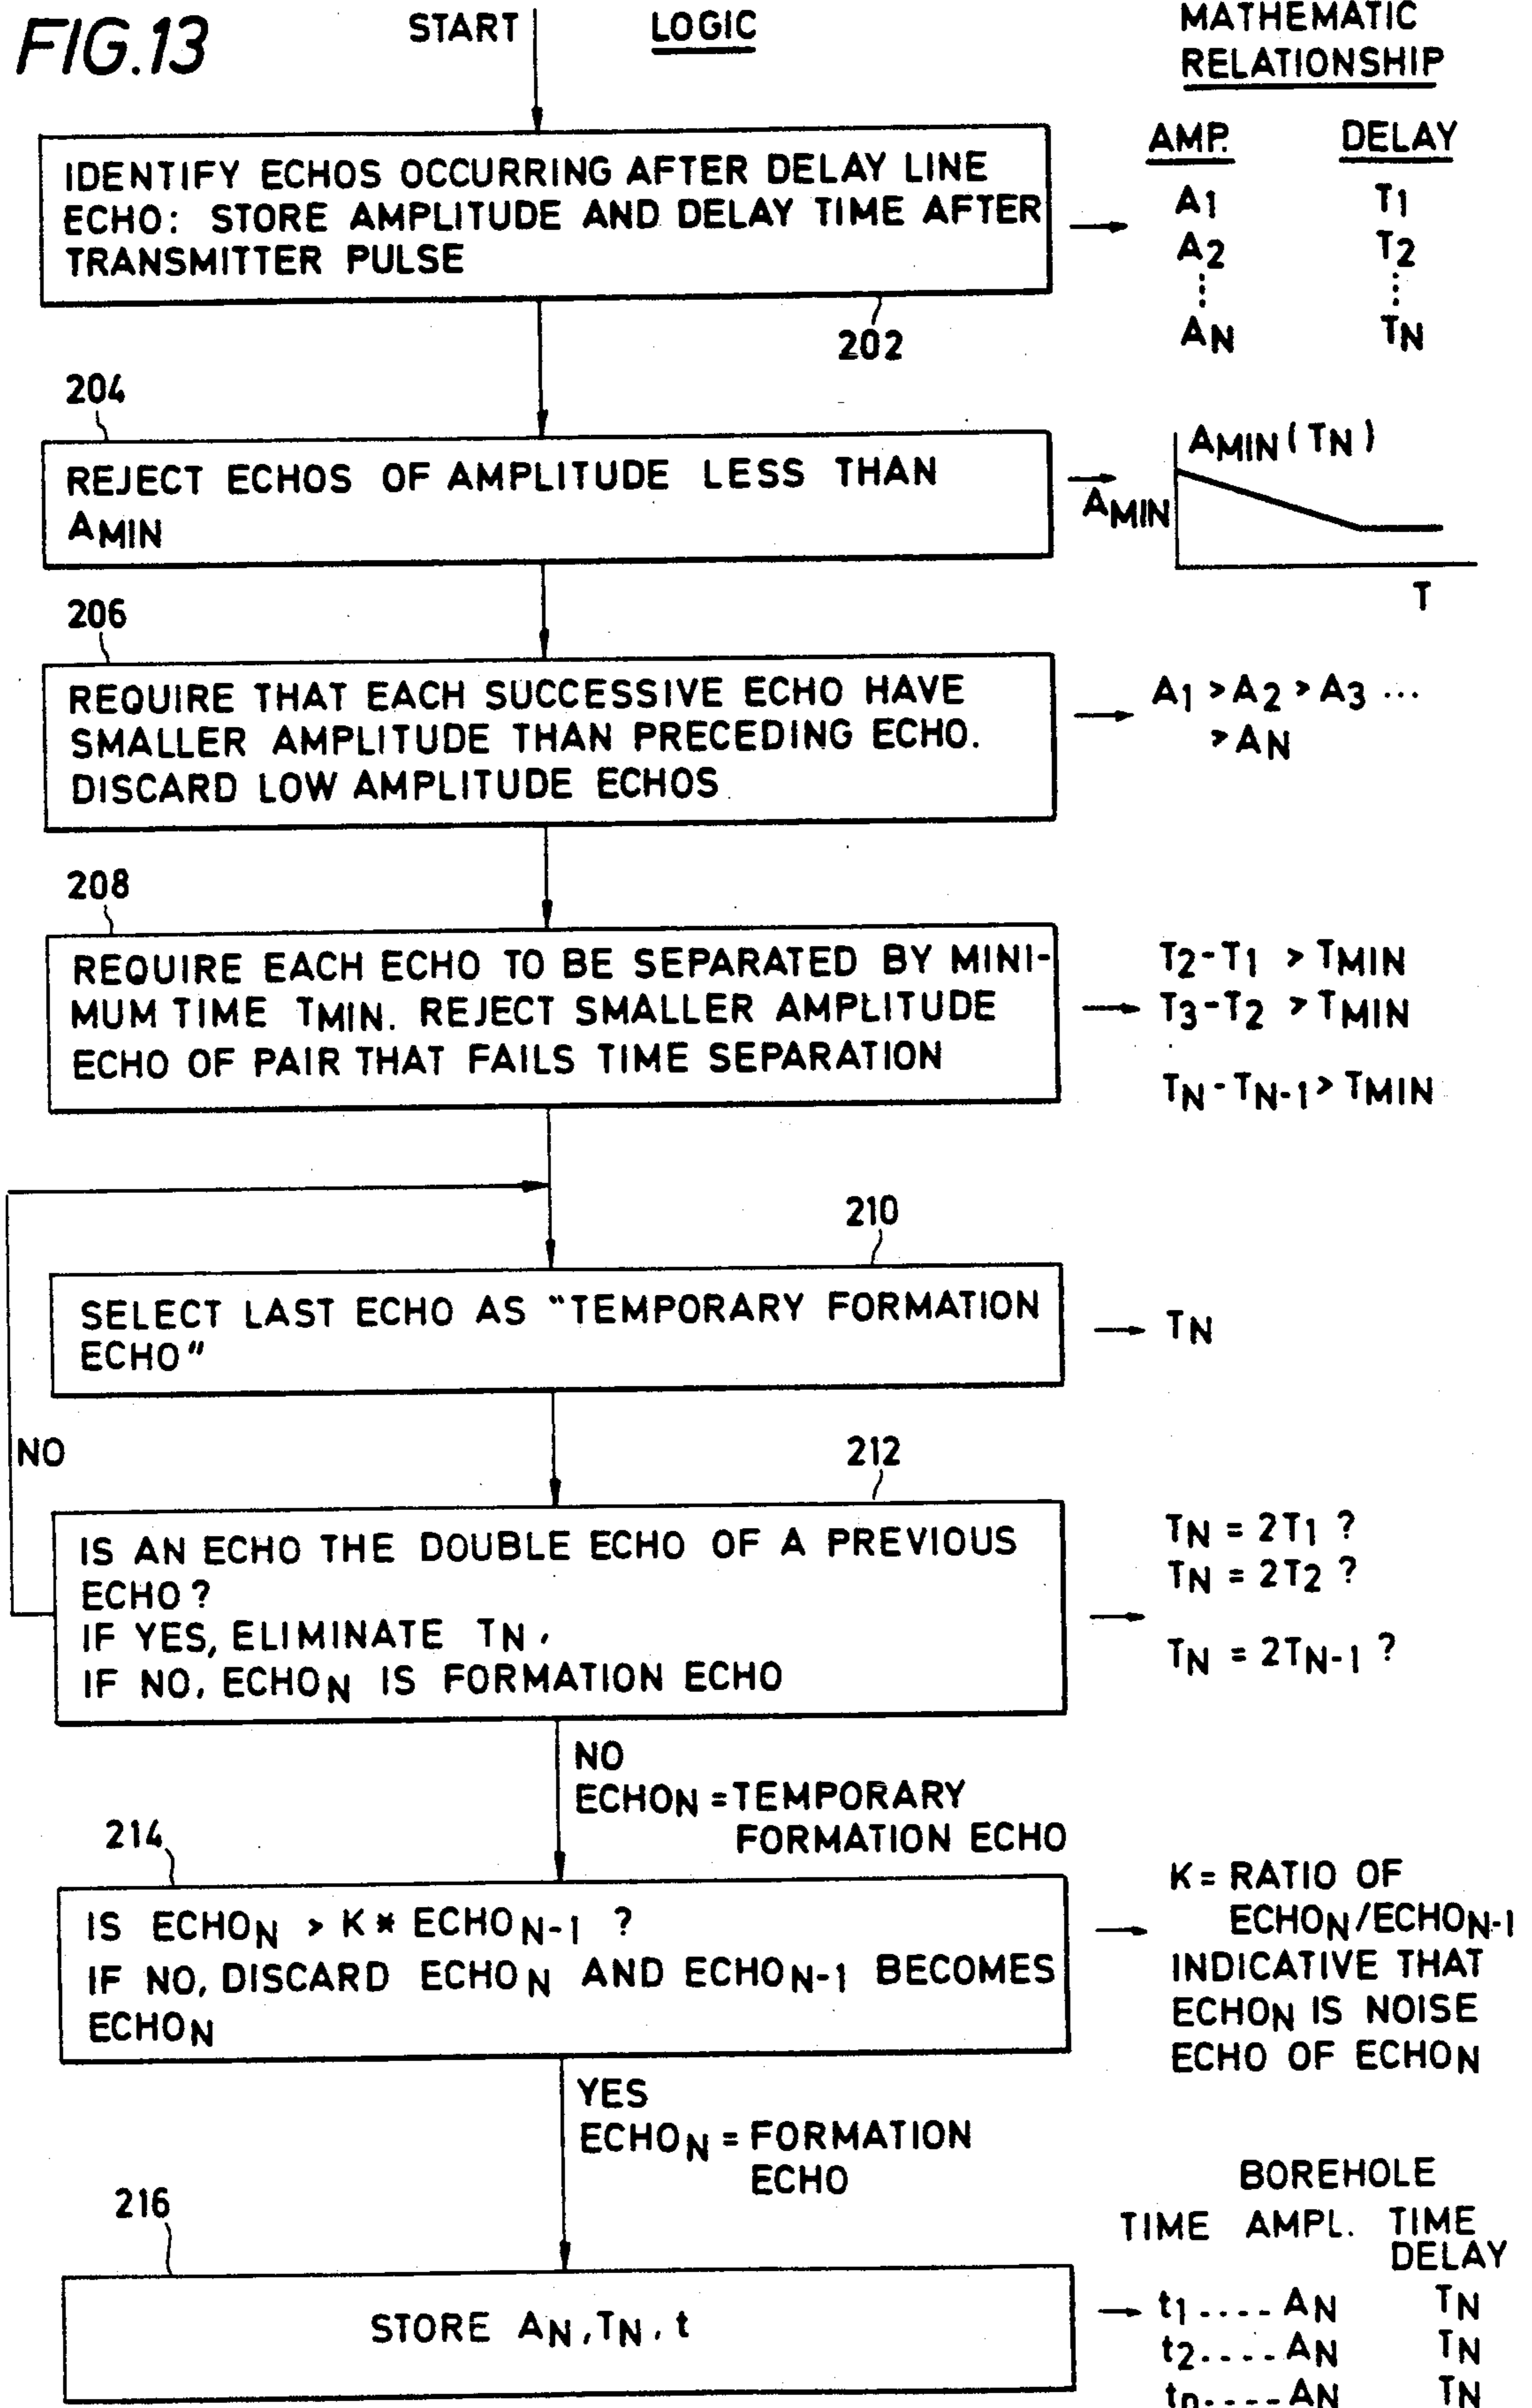 FIG.13
START
LOGIC
MATHEMATIC
RELATIONSHIP
IDENTIFY ECHOS OCCURRING AFTER DELAY LINE
ECHO: STORE AMPLITUDE AND DELAY TIME AFTER
TRANSMITTER PULSE
202
AMP. DELAY
A1 T1
A2 T2
AN TN
204
REJECT ECHOS OF AMPLITUDE LESS THAN
AMIN
AMIN (TN)
AMIN
T
206
REQUIRE THAT EACH SUCCESSIVE ECHO HAVE
SMALLER AMPLITUDE THAN PRECEDING ECHO.
DISCARD LOW AMPLITUDE ECHOS
A1 > A2 > A3 ...
> AN
208
REQUIRE EACH ECHO TO BE SEPARATED BY MINI-
MUM TIME TMIN. REJECT SMALLER AMPLITUDE
ECHO OF PAIR THAT FAILS TIME SEPARATION
T2-T1 > TMIN
T3-T2 > TMIN
TN-TN-1 > TMIN
210
SELECT LAST ECHO AS "TEMPORARY FORMATION
ECHO"
TN
NO
212
IS AN ECHO THE DOUBLE ECHO OF A PREVIOUS
ECHO?
IF YES, ELIMINATE TN,
IF NO, ECHON IS FORMATION ECHO
TN = 2T1 ?
TN = 2T2 ?
TN = 2TN-1 ?
NO
ECHON = TEMPORARY
FORMATION ECHO
214
IS ECHON > K * ECHON-1 ?
IF NO, DISCARD ECHON AND ECHON-1 BECOMES
ECHON
K = RATIO OF
ECHON/ECHON-1
INDICATIVE THAT
ECHON IS NOISE
ECHO OF ECHON
YES
ECHON = FORMATION
ECHO
216
STORE AN, TN, t
BOREHOLE
TIME AMPL. TIME
DELAY
t1 .... AN TN
t2.... AN TN
tn.... AN TN